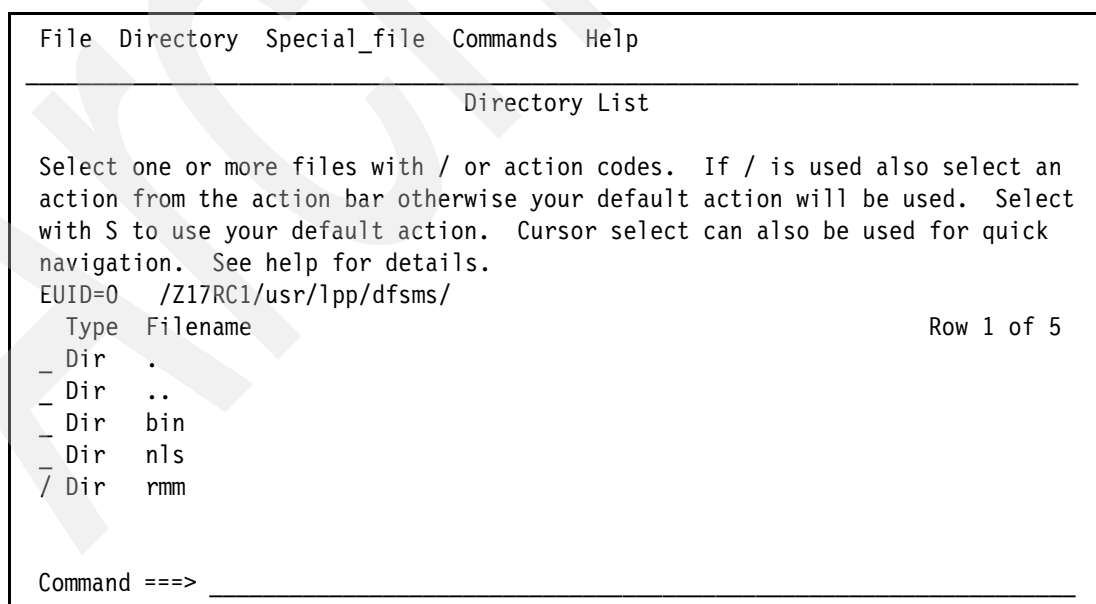 File Directory Special_file Commands Help
Directory List
Select one or more files with / or action codes. If / is used also select an
action from the action bar otherwise your default action will be used. Select
with S to use your default action. Cursor select can also be used for quick
navigation. See help for details.
EUID=0 /Z17RC1/usr/lpp/dfsms/
Type Filename Row 1 of 5
_ Dir .
_ Dir ..
_ Dir bin
_ Dir nls
/ Dir rmm
Command ===>